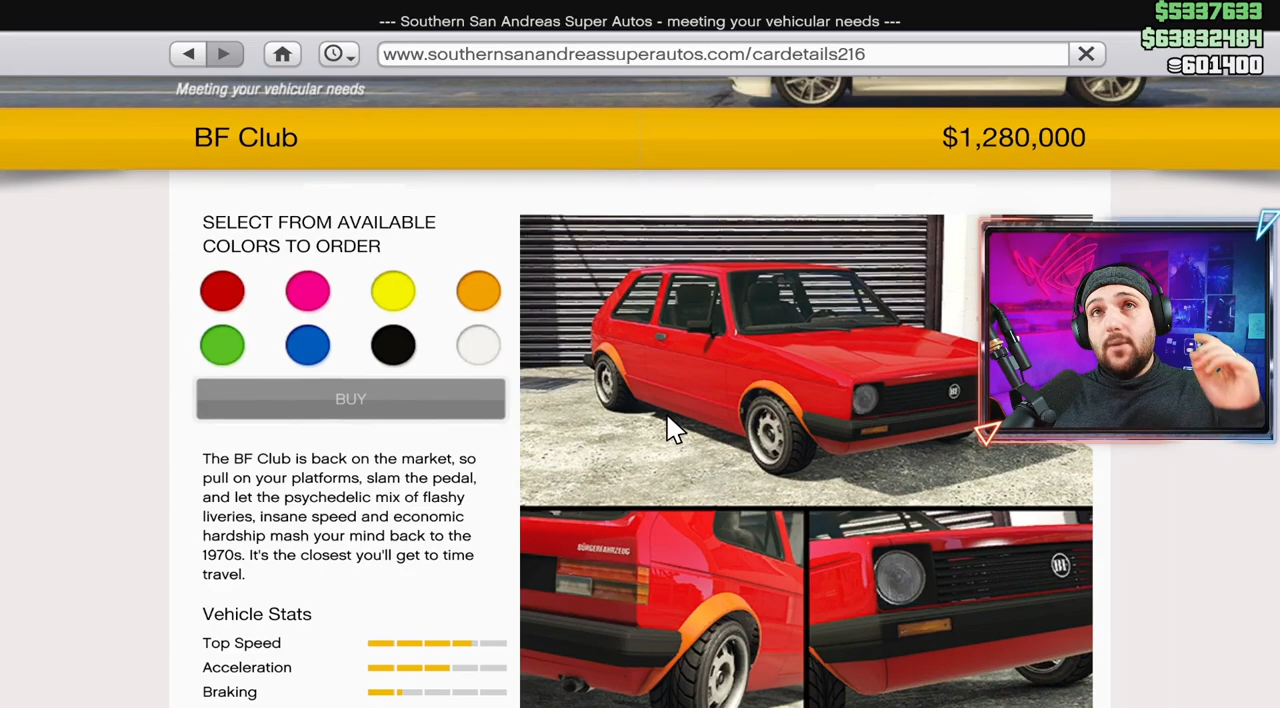 --- Southern San Andreas Super Autos - meeting your vehicular needs ---
$5337633
$63832484
601400
www.southernsanandreassuperautos.com/cardetails216
Meeting your vehicular needs
BF Club
$1,280,000
SELECT FROM AVAILABLE
COLORS TO ORDER
BUY
The BF Club is back on the market, so
pull on your platforms, slam the pedal,
and let the psychedelic mix of flashy
liveries, insane speed and economic
hardship mash your mind back to the
1970s. It's the closest you'll get to time
travel.
Vehicle Stats
Top Speed
Acceleration
Braking
BF
BÜRGERFAHRZEUG
BF